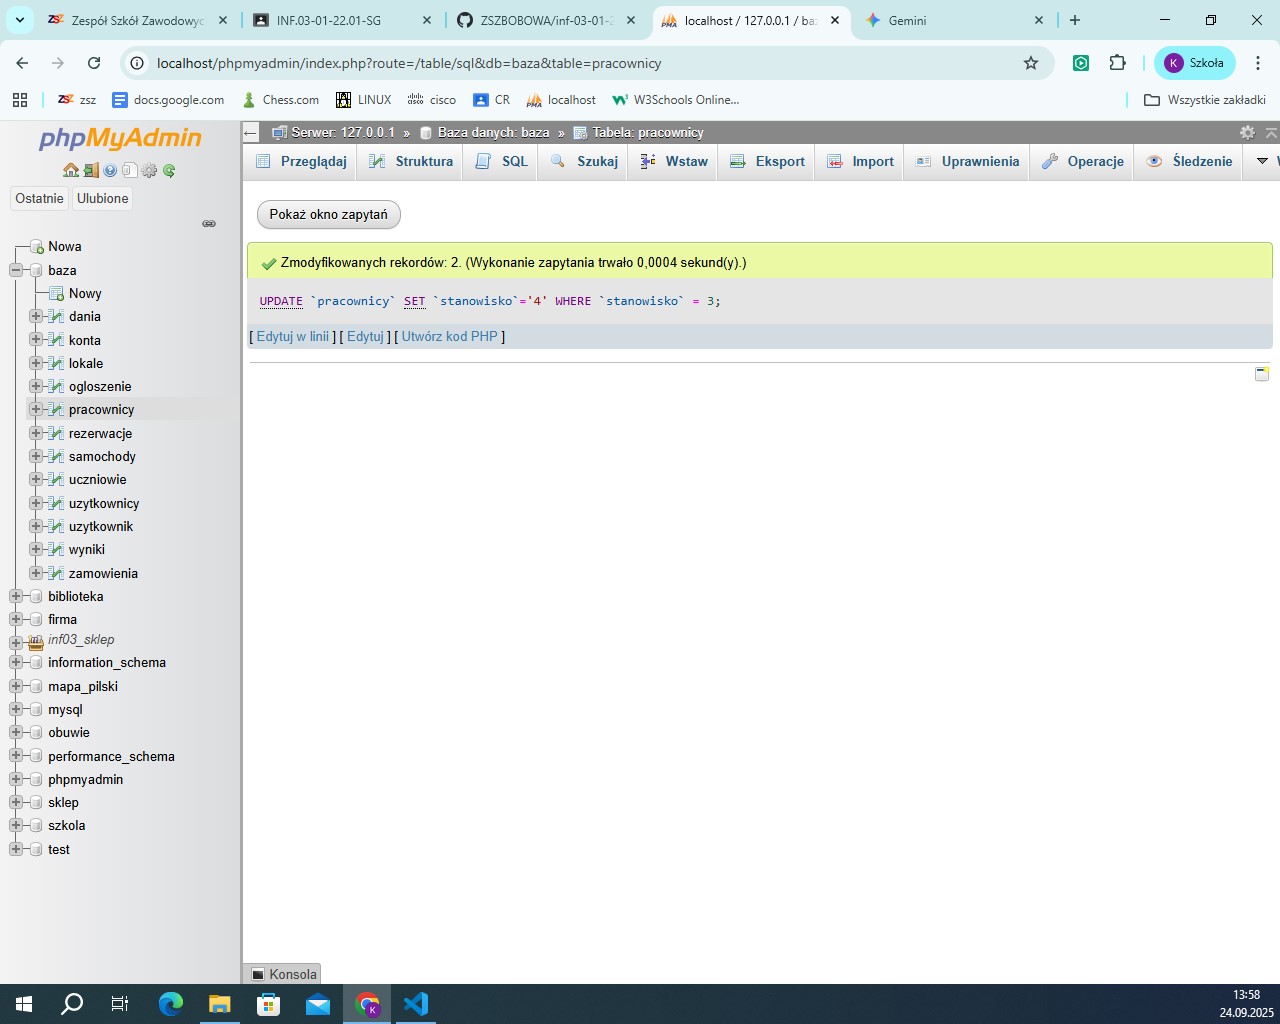 Zespół Szkół Zawodowyc
INF.03-01-22.01-SG
ZSZBOBOWA/inf-03-01-2
localhost / 127.0.0.1 / baz
Gemini
localhost/phpmyadmin/index.php?route=/table/sql&db=baza&table=pracownicy
K Szkoła
zsz
docs.google.com
Chess.com
LINUX
cisco
CR
localhost
W3Schools Online...
Wszystkie zakładki
phpMyAdmin
Ostatnie
Ulubione
Nowa
baza
Nowy
dania
konta
lokale
ogloszenie
pracownicy
rezerwacje
samochody
uczniowie
uzytkownicy
uzytkownik
wyniki
zamowienia
biblioteka
firma
inf03_sklep
information_schema
mapa_pilski
mysql
obuwie
performance_schema
phpmyadmin
sklep
szkola
test
Serwer: 127.0.0.1 » Baza danych: baza » Tabela: pracownicy
Przeglądaj
Struktura
SQL
Szukaj
Wstaw
Eksport
Import
Uprawnienia
Operacje
Śledzenie
Pokaż okno zapytań
Zmodyfikowanych rekordów: 2. (Wykonanie zapytania trwało 0,0004 sekund(y).)
UPDATE `pracownicy` SET `stanowisko`='4' WHERE `stanowisko` = 3;
[ Edytuj w linii ] [ Edytuj ] [ Utwórz kod PHP ]
Konsola
13:58
24.09.2025